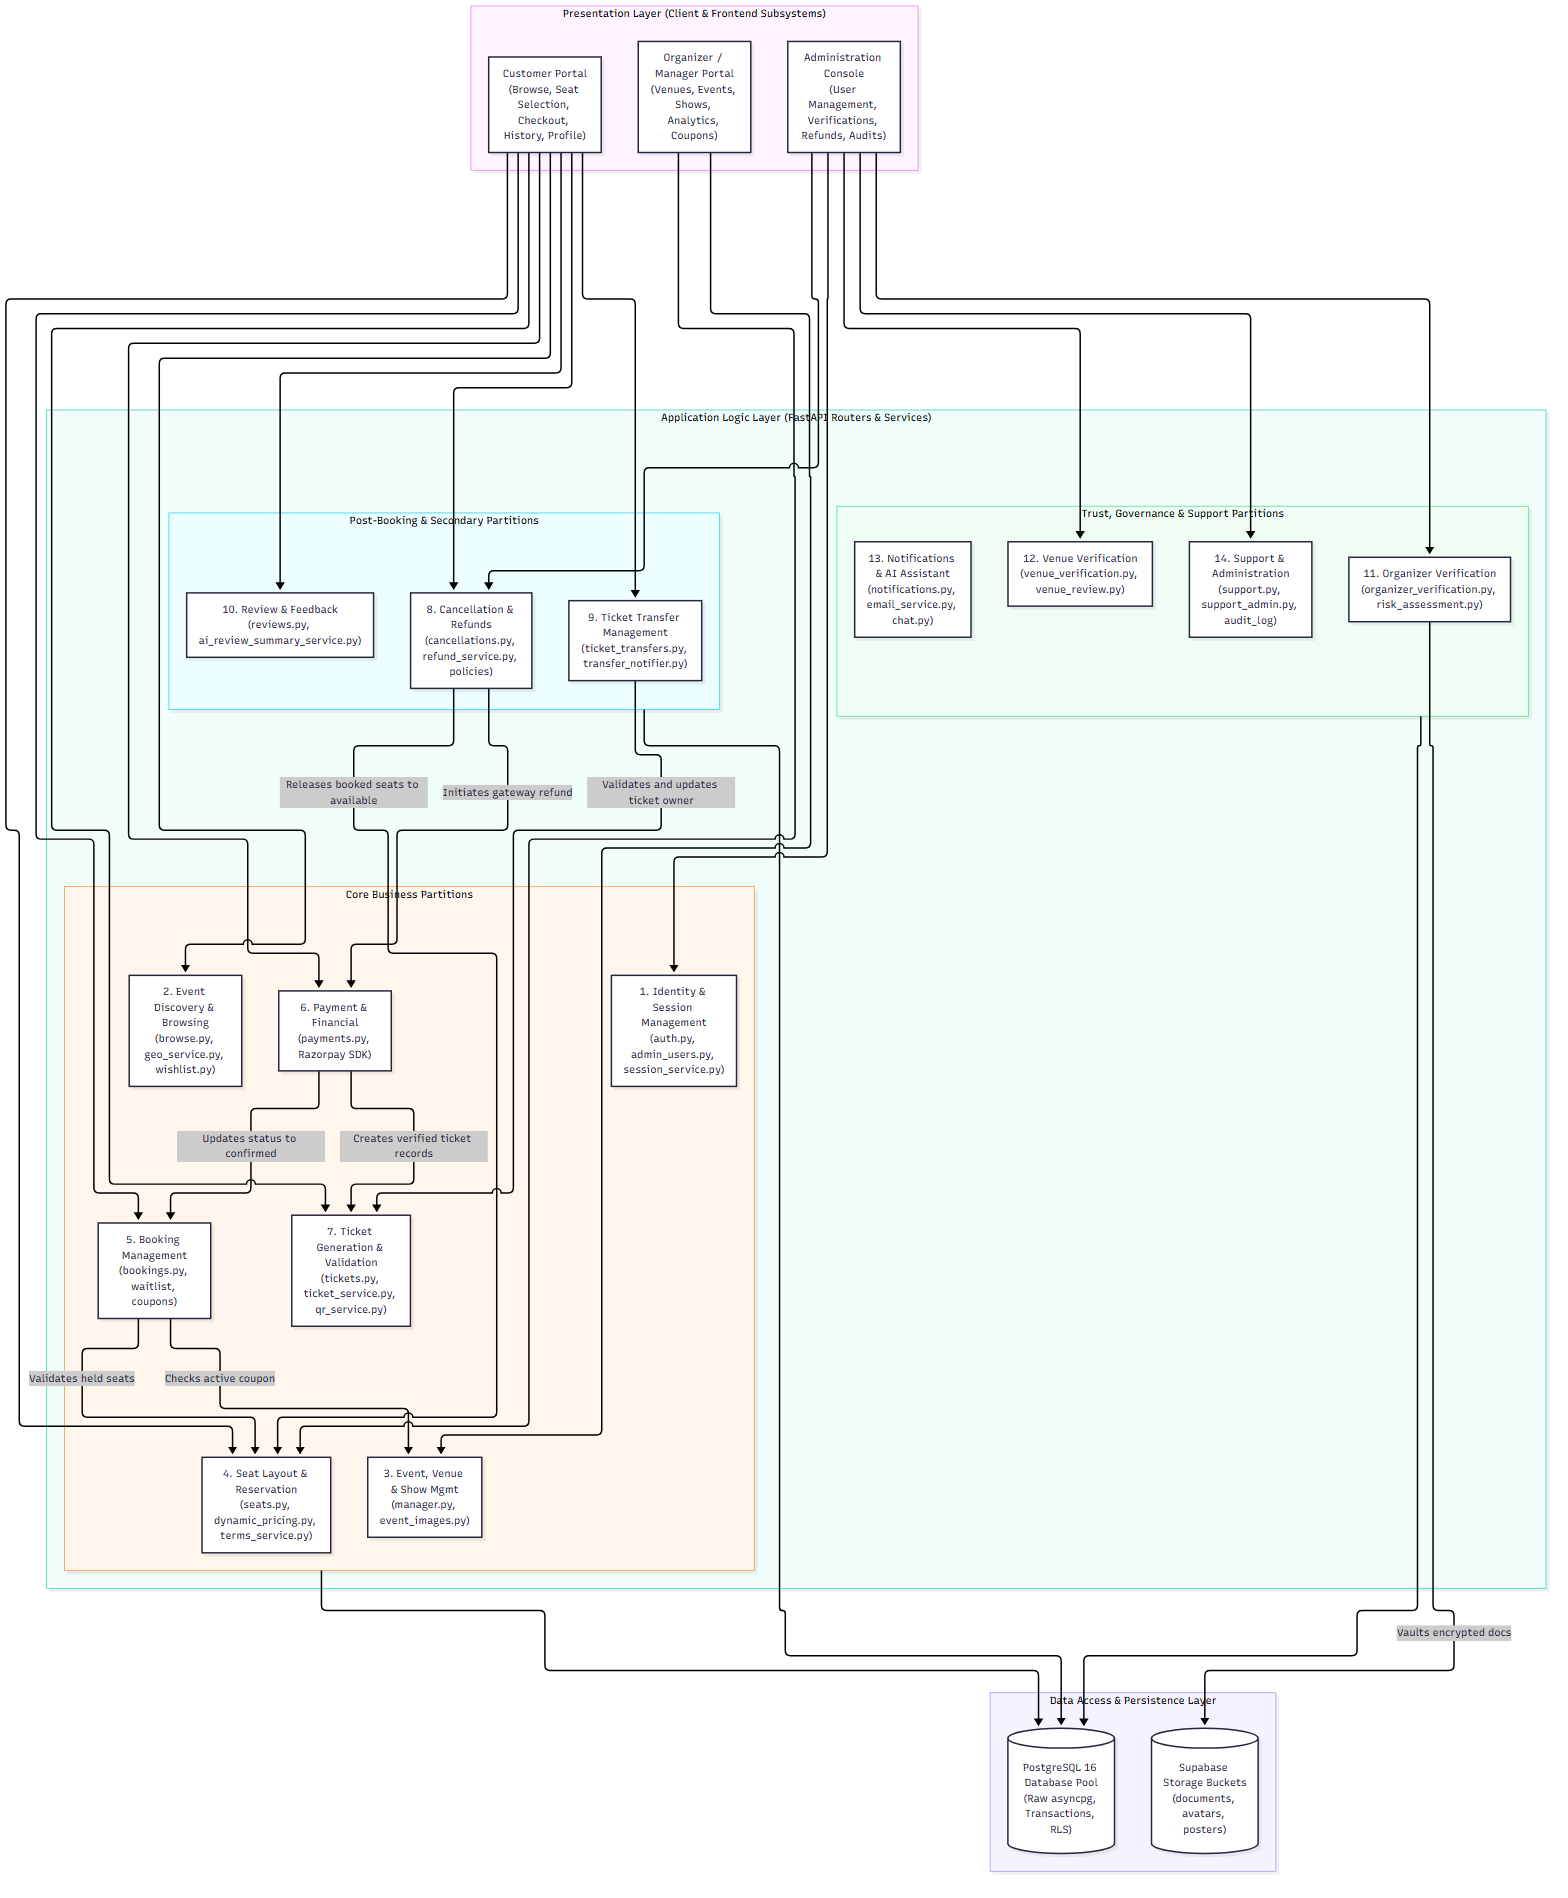 Presentation Layer (Client & Frontend Subsystems)
Customer Portal
(Browse, Seat
Selection,
Checkout,
History, Profile)
Organizer /
Manager Portal
(Venues, Events,
Shows,
Analytics,
Coupons)
Administration
Console
(User
Management,
Verifications,
Refunds, Audits)
Application Logic Layer (FastAPI Routers & Services)
Post-Booking & Secondary Partitions
10. Review & Feedback
(reviews.py,
ai_review_summary_service.py)
8. Cancellation &
Refunds
(cancellations.py,
refund_service.py,
policies)
9. Ticket Transfer
Management
(ticket_transfers.py,
transfer_notifier.py)
Trust, Governance & Support Partitions
13. Notifications
& AI Assistant
(notifications.py,
email_service.py,
chat.py)
12. Venue Verification
(venue_verification.py,
venue_review.py)
14. Support &
Administration
(support.py,
support_admin.py,
audit_log)
11. Organizer Verification
(organizer_verification.py,
risk_assessment.py)
Releases booked seats to
available
Initiates gateway refund
Validates and updates
ticket owner
Core Business Partitions
2. Event
Discovery &
Browsing
(browse.py,
geo_service.py,
wishlist.py)
6. Payment &
Financial
(payments.py,
Razorpay SDK)
1. Identity &
Session
Management
(auth.py,
admin_users.py,
session_service.py)
Updates status to
confirmed
Creates verified ticket
records
5. Booking
Management
(bookings.py,
waitlist,
coupons)
7. Ticket
Generation &
Validation
(tickets.py,
ticket_service.py,
qr_service.py)
Validates held seats
Checks active coupon
4. Seat Layout &
Reservation
(seats.py,
dynamic_pricing.py,
terms_service.py)
3. Event, Venue
& Show Mgmt
(manager.py,
event_images.py)
Vaults encrypted docs
Data Access & Persistence Layer
PostgreSQL 16
Database Pool
(Raw asyncpg,
Transactions,
RLS)
Supabase
Storage Buckets
(documents,
avatars,
posters)